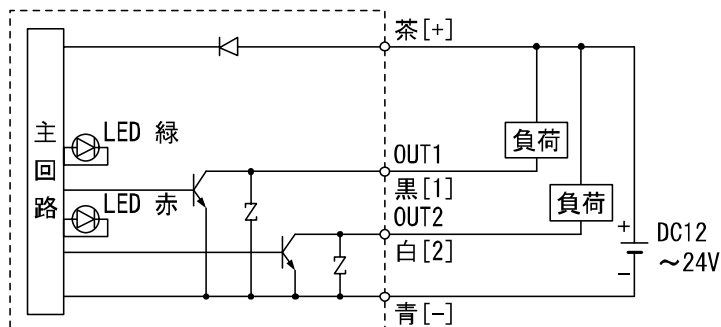 茶[+]
主回路
LED 緑
LED 赤
OUT1
黒[1]
OUT2
白[2]
青[−]
負荷
負荷
+
DC12
～24V
−